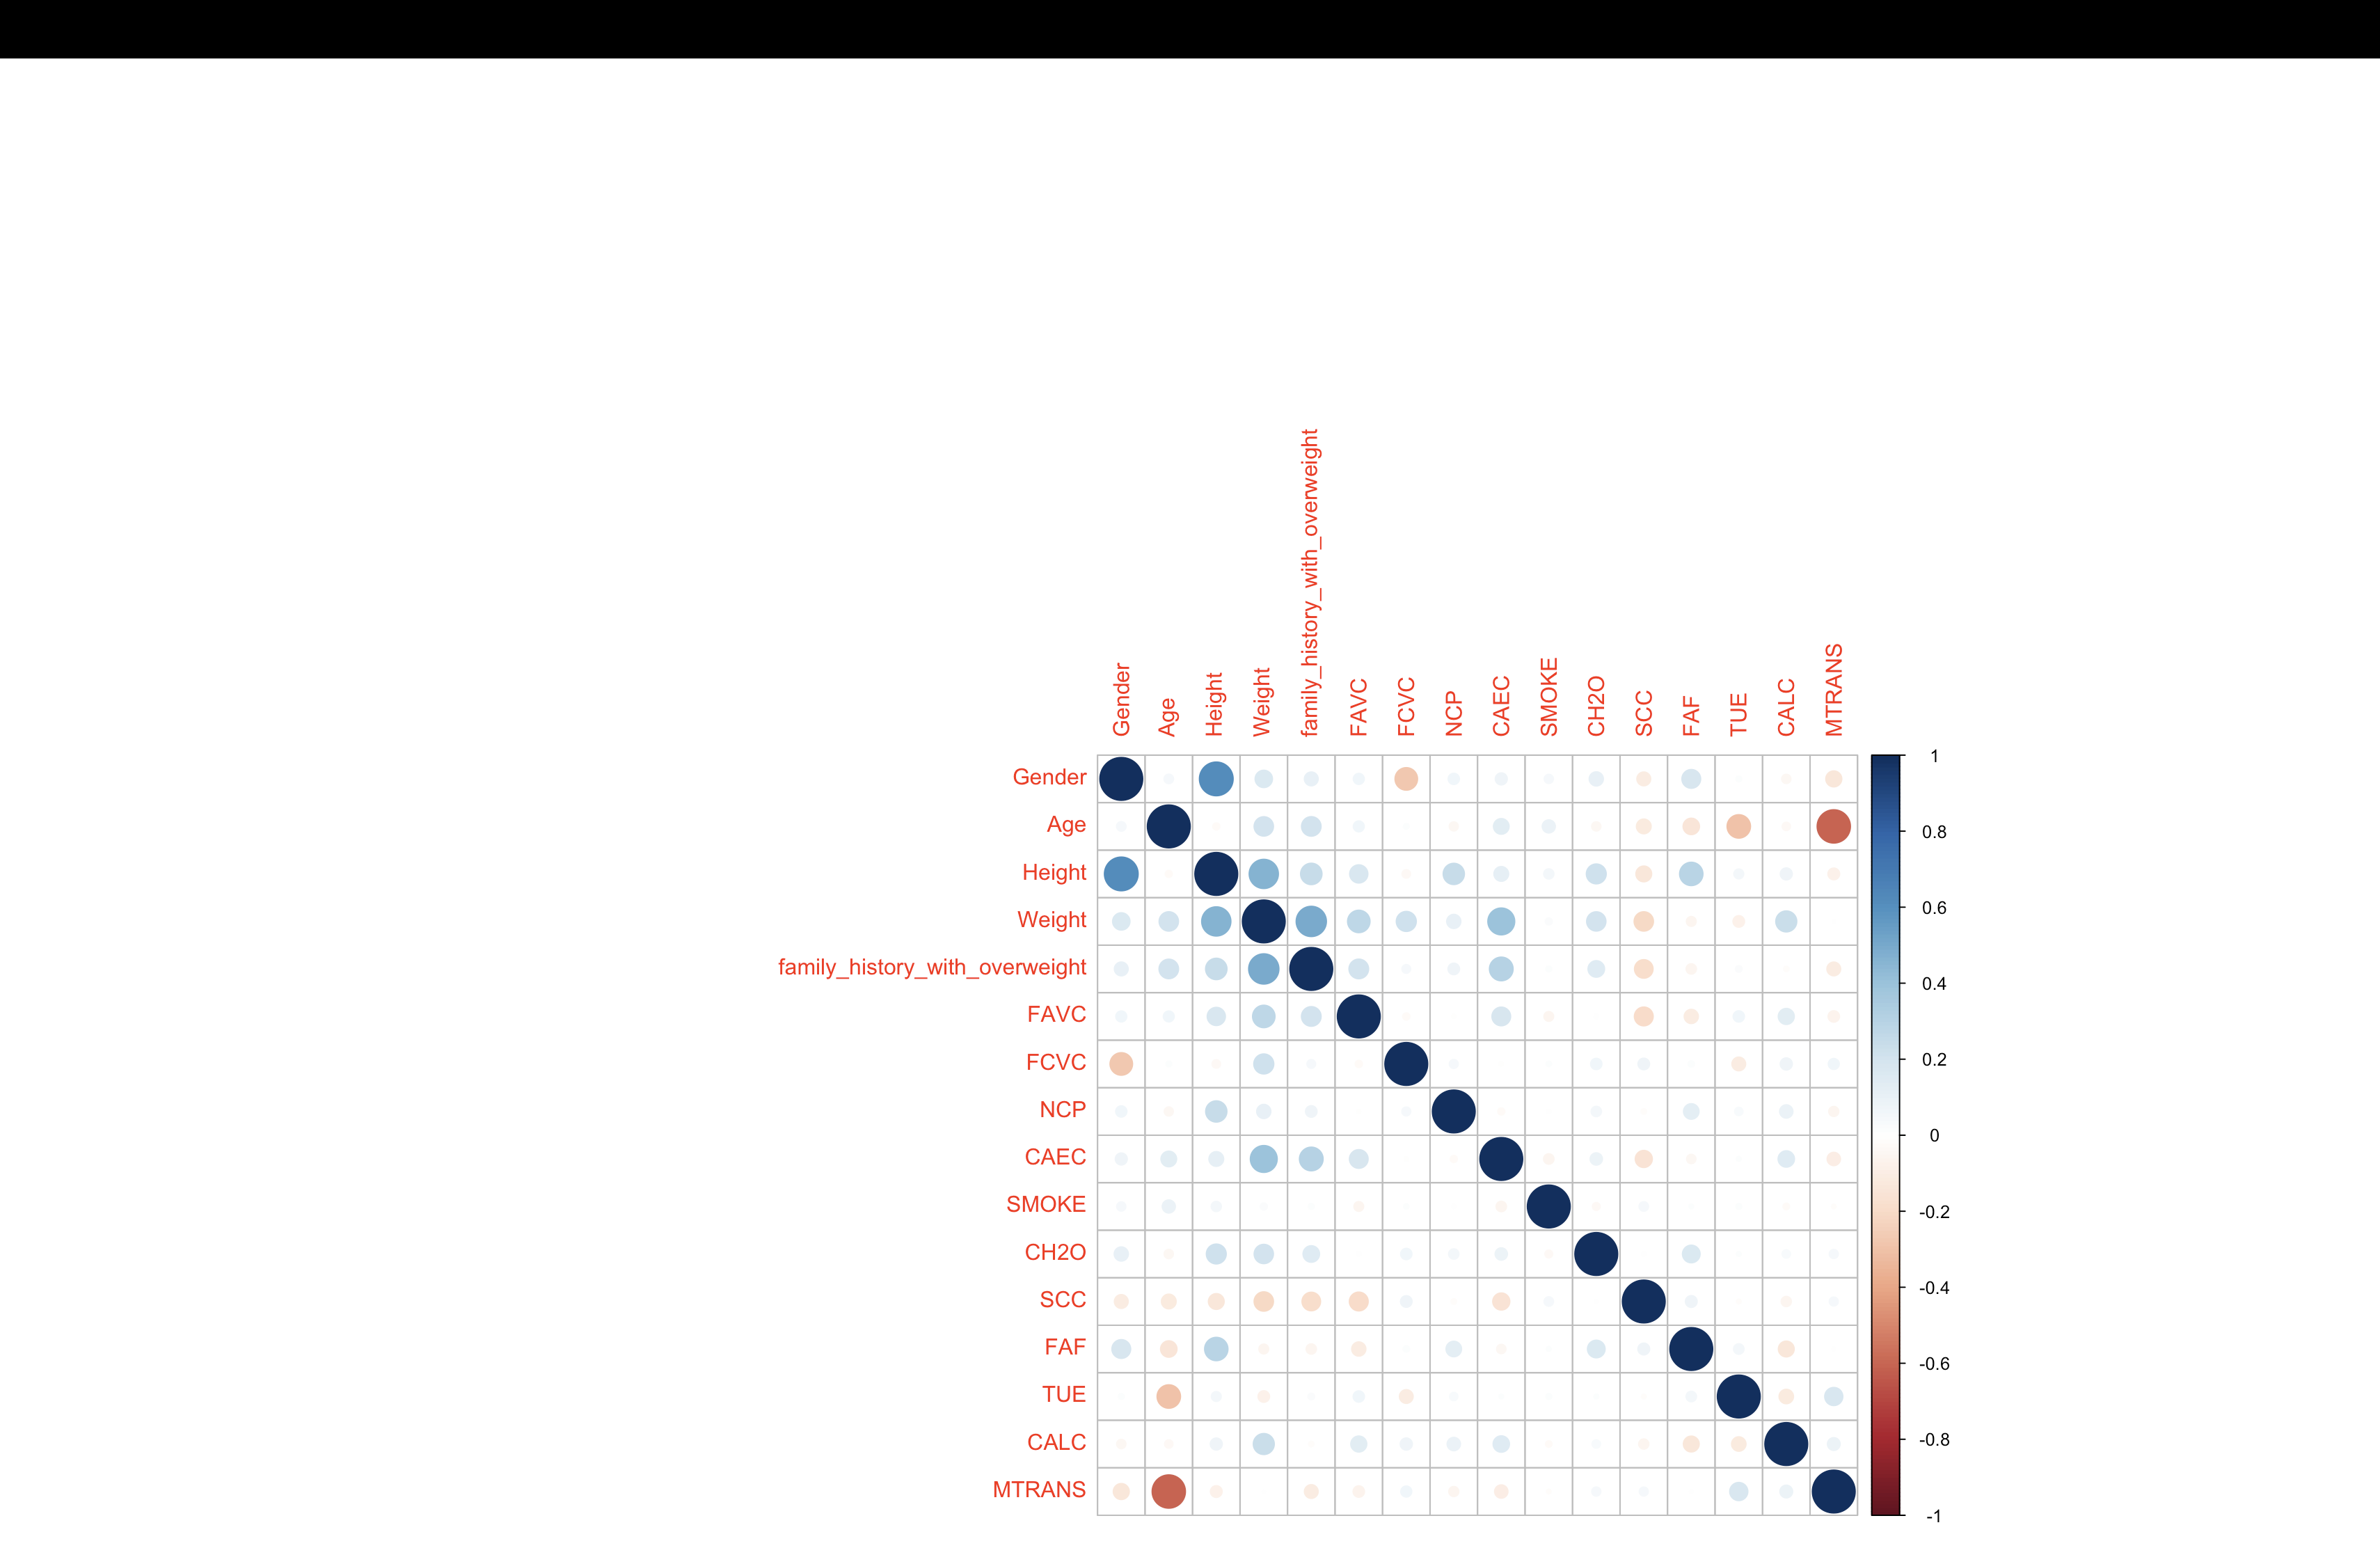 Gender
Age
Height
Weight
family_history_with_overweight
FAVC
FCVC
NCP
CAEC
SMOKE
CH2O
SCC
FAF
TUE
CALC
MTRANS
Gender
Age
Height
Weight
family_history_with_overweight
FAVC
FCVC
NCP
CAEC
SMOKE
CH2O
SCC
FAF
TUE
CALC
MTRANS
1
0.8
0.6
0.4
0.2
0
-0.2
-0.4
-0.6
-0.8
-1